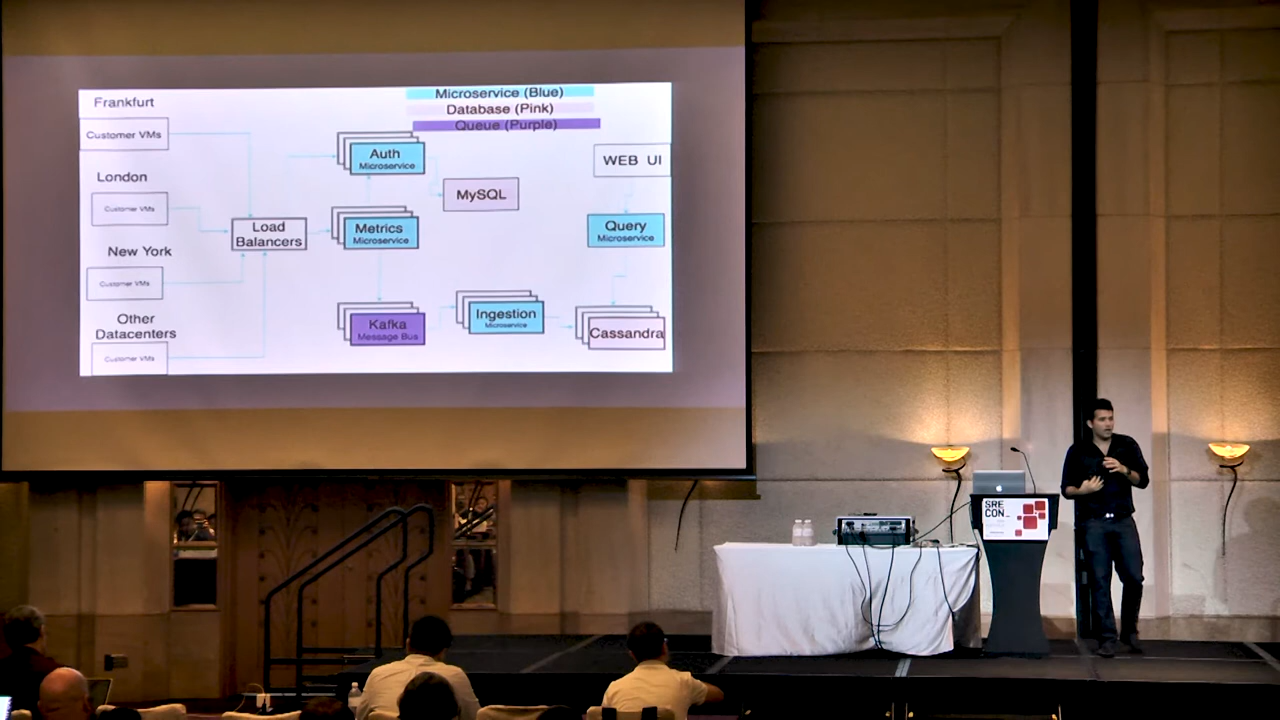 Frankfurt
Customer VMs
London
Customer VMs
New York
Customer VMs
Other
Datacenters
Customer VMs
Load
Balancers
Microservice (Blue)
Database (Pink)
Queue (Purple)
Auth
Microservice
MySQL
Metrics
Microservice
Kafka
Message Bus
Ingestion
Microservice
WEB UI
Query
Microservice
Cassandra
SRE
CON